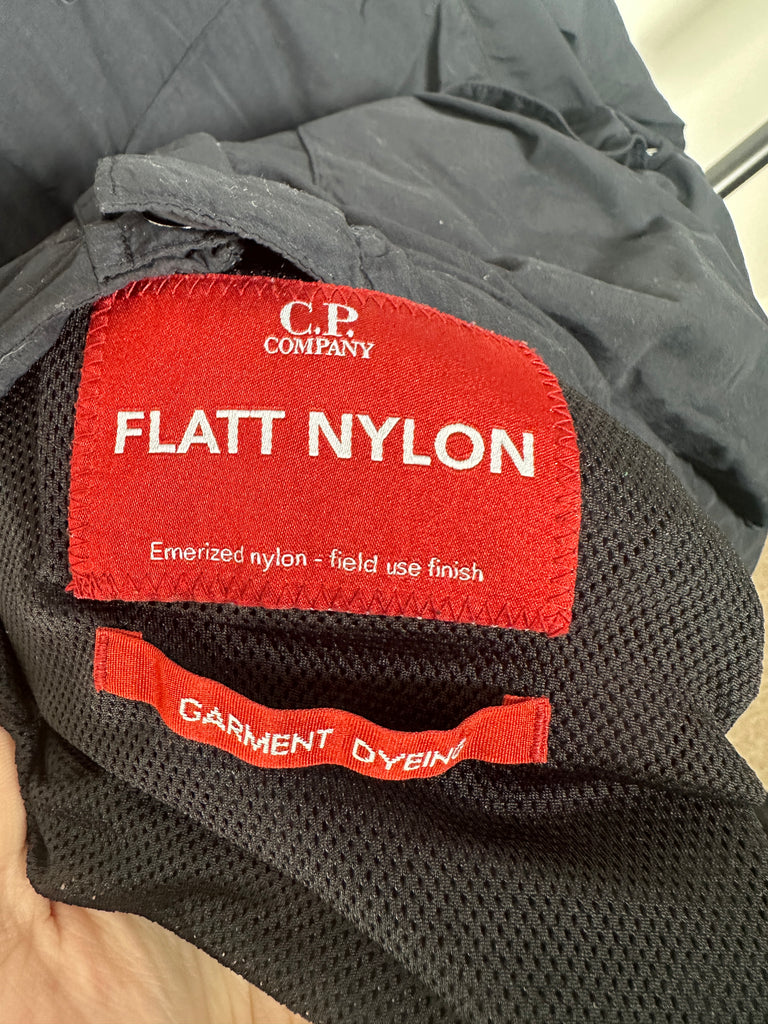 C.P.
COMPANY
FLATT NYLON
Emerized nylon - field use finish
GARMENT DYEING